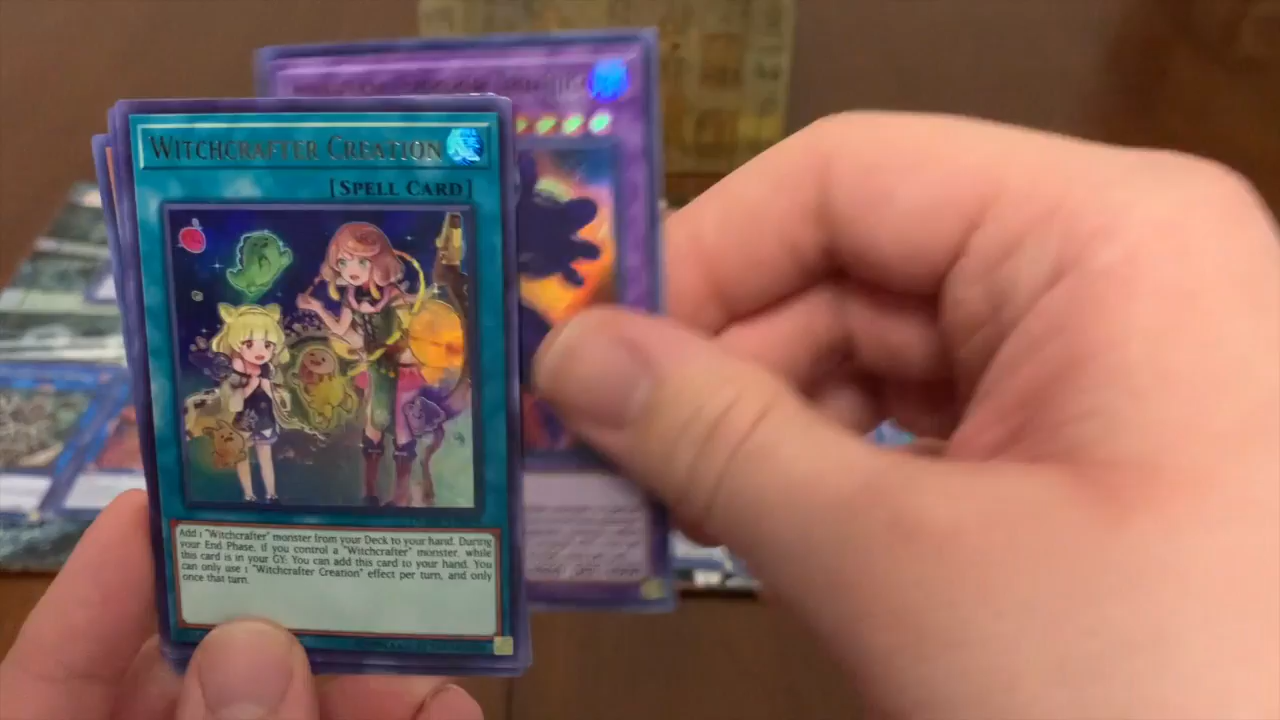 WITCHCRAFTER CREATION
[SPELL CARD]
Add 1 "Witchcrafter" monster from your Deck to your hand. During
your End Phase, if you control a "Witchcrafter" monster, while
this card is in your GY: You can add this card to your hand. You
can only use 1 "Witchcrafter Creation" effect per turn, and only
once that turn.